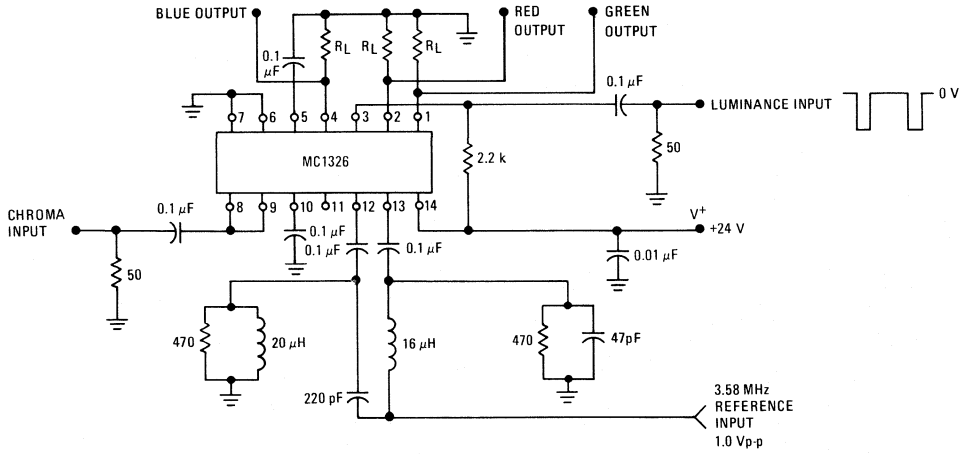 BLUE OUTPUT
RED
OUTPUT
GREEN
OUTPUT
0.1
µF
RL
RL
RL
0.1 µF
LUMINANCE INPUT
0 V
7
6
5
4
3
2
1
MC1326
2.2 k
50
8
9
10
11
12
13
14
CHROMA
INPUT
0.1 µF
0.1 µF
0.1 µF
0.1 µF
V+
+24 V
0.01 µF
50
470
20 µH
16 µH
470
47pF
220 pF
3.58 MHz
REFERENCE
INPUT
1.0 Vp-p